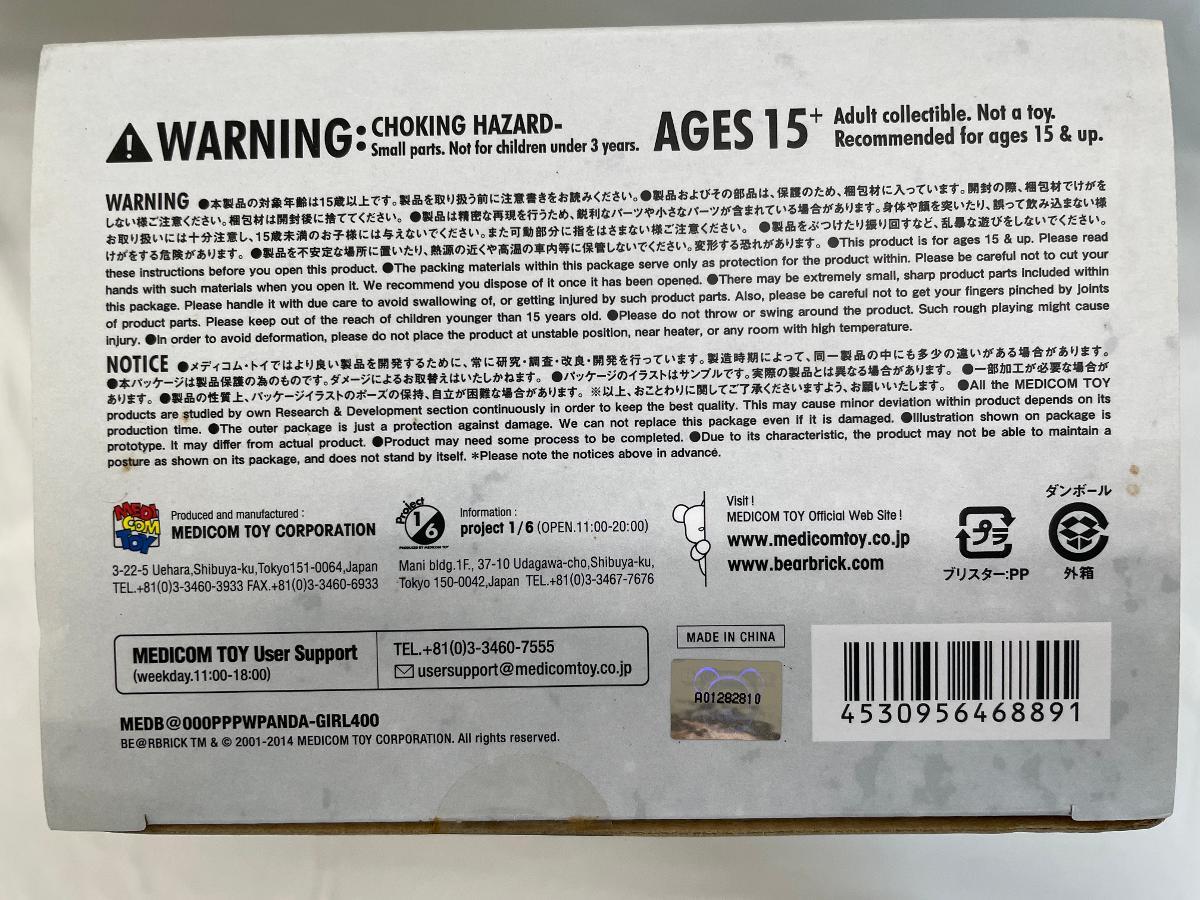 WARNING: CHOKING HAZARD-
Small parts. Not for children under 3 years.
AGES 15+
Adult collectible. Not a toy.
Recommended for ages 15 & up.
WARNING ●本製品の対象年齢は15歳以上です。製品を取り扱う前に注意書きをお読みください。●製品およびその部品は、保護のため、梱包材に入っています。開封の際、梱包材でけがを
しない様ご注意ください。梱包材は開封後に捨ててください。●製品は精密な再現を行うため、鋭利なパーツや小さなパーツが含まれている場合があります。身体や顔を突いたり、誤って飲み込まない様
お取り扱いには十分注意し、15歳未満のお子様には与えないでください。また可動部分に指をはさまない様ご注意ください。 ●製品をぶつけたり振り回すなど、乱暴な遊びをしないでください。
けがをする危険があります。 ●製品を不安定な場所に置いたり、熱源の近くや高温の車内等に保管しないでください。変形する恐れがあります。 ●This product is for ages 15 & up. Please read
these instructions before you open this product. ●The packing materials within this package serve only as protection for the product within. Please be careful not to cut your
hands with such materials when you open it. We recommend you dispose of it once it has been opened. ●There may be extremely small, sharp product parts included within
this package. Please handle it with due care to avoid swallowing of, or getting injured by such product parts. Also, please be careful not to get your fingers pinched by joints
of product parts. Please keep out of the reach of children younger than 15 years old. ●Please do not throw or swing around the product. Such rough playing might cause
injury. ●In order to avoid deformation, please do not place the product at unstable position, near heater, or any room with high temperature.
NOTICE ●メディコム・トイではより良い製品を開発するために、常に研究・調査・改良・開発を行っています。製造時期によって、同一製品の中にも多少の違いがある場合があります。
●本パッケージは製品保護の為のものです。ダメージによるお取替えはいたしかねます。 ●パッケージのイラストはサンプルです。実際の製品とは異なる場合があります。 ●一部加工が必要な場合が
あります。 ●製品の性質上、パッケージイラストのポーズの保持、自立が困難な場合があります。 ※以上、おことわりに関してご了承くださいますよう、お願いいたします。 ●All the MEDICOM TOY
products are studied by own Research & Development section continuously in order to keep the best quality. This may cause minor deviation within product depends on its
production time. ●The outer package is just a protection against damage. We can not replace this package even if it is damaged. ●Illustration shown on package is
prototype. It may differ from actual product. ●Product may need some process to be completed. ●Due to its characteristic, the product may not be able to maintain a
posture as shown on its package, and does not stand by itself. ＊Please note the notices above in advance.
MEDI
COM
TOY
Produced and manufactured :
MEDICOM TOY CORPORATION
3-22-5 Uehara,Shibuya-ku,Tokyo151-0064,Japan
TEL.+81(0)3-3460-3933 FAX.+81(0)3-3460-6933
Project
1/6
PRODUCED BY MEDICOM TOY
Information :
project 1/6 (OPEN.11:00-20:00)
Mani bldg.1F., 37-10 Udagawa-cho,Shibuya-ku,
Tokyo 150-0042,Japan TEL.+81(0)3-3467-7676
Visit !
MEDICOM TOY Official Web Site !
www.medicomtoy.co.jp
www.bearbrick.com
プラ
ブリスター:PP
ダンボール
外箱
MEDICOM TOY User Support
(weekday.11:00-18:00)
TEL.+81(0)3-3460-7555
usersupport@medicomtoy.co.jp
MADE IN CHINA
A01282810
4530956468891
MEDB@000PPPWPANDA-GIRL400
BE@RBRICK TM & © 2001-2014 MEDICOM TOY CORPORATION. All rights reserved.